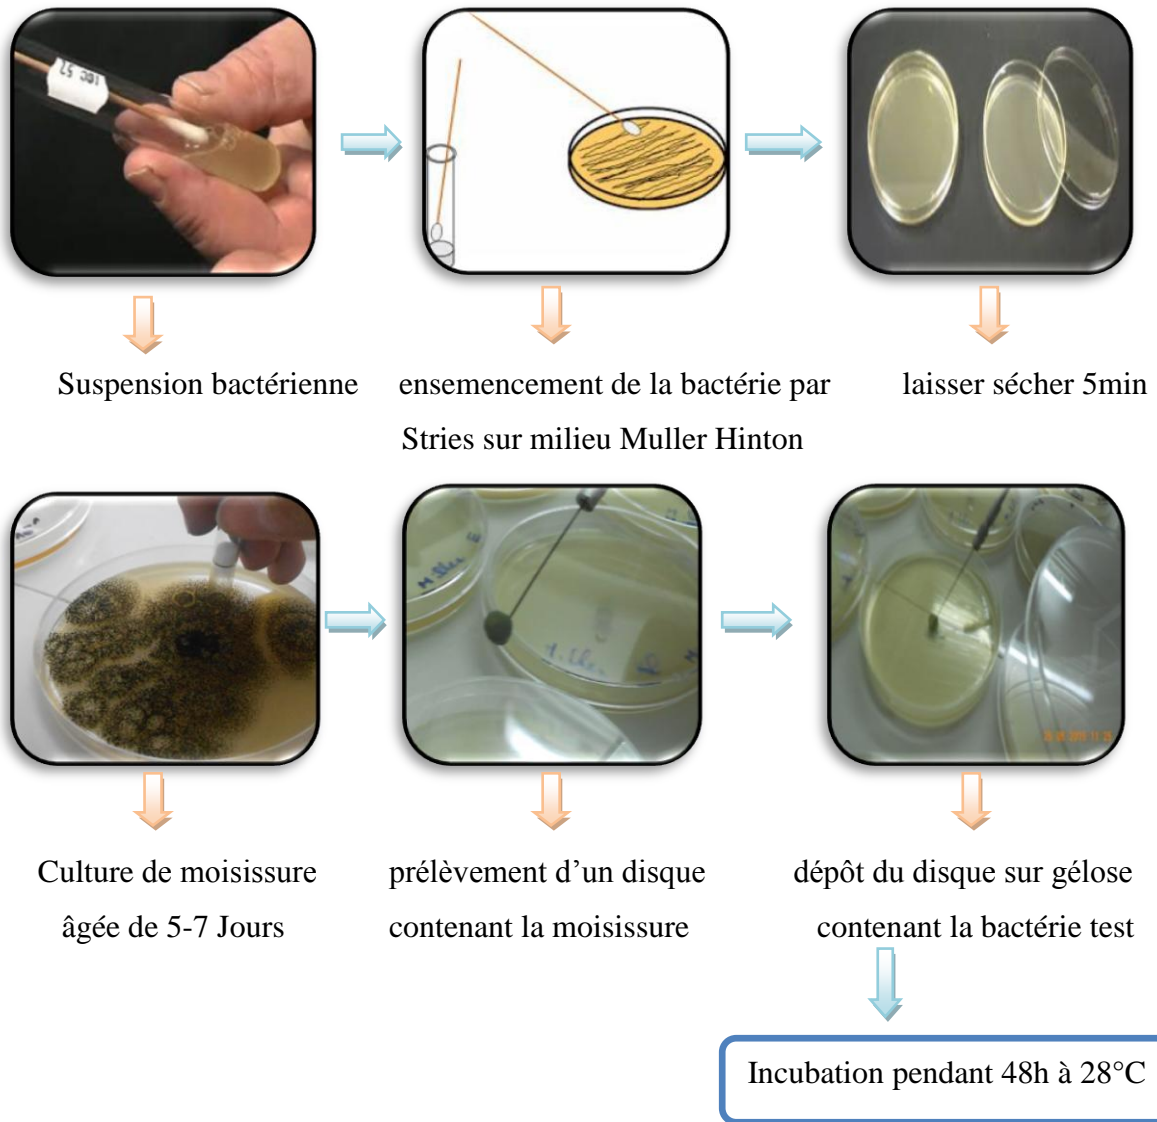 Suspension bactérienne
ensemencement de la bactérie par
Stries sur milieu Muller Hinton
laisser sécher 5min
Culture de moisissure
âgée de 5-7 Jours
prélèvement d’un disque
contenant la moisissure
dépôt du disque sur gélose
contenant la bactérie test
Incubation pendant 48h à 28°C